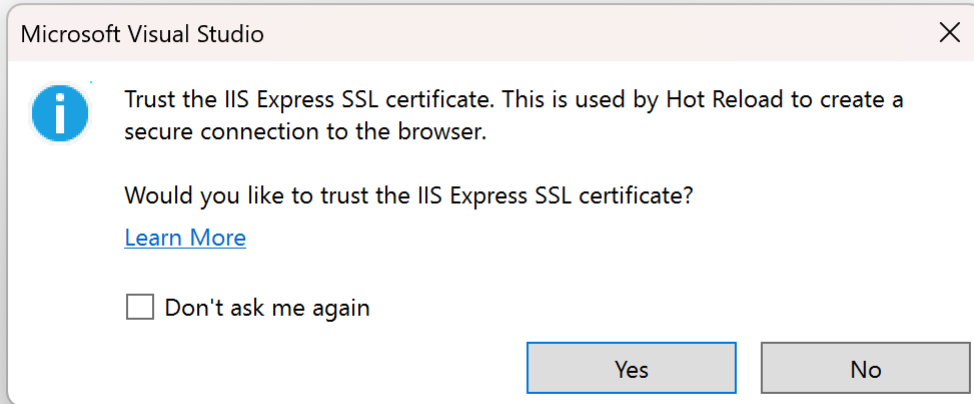 Microsoft Visual Studio
Trust the IIS Express SSL certificate. This is used by Hot Reload to create a
secure connection to the browser.
Would you like to trust the IIS Express SSL certificate?
Learn More
Don't ask me again
Yes
No